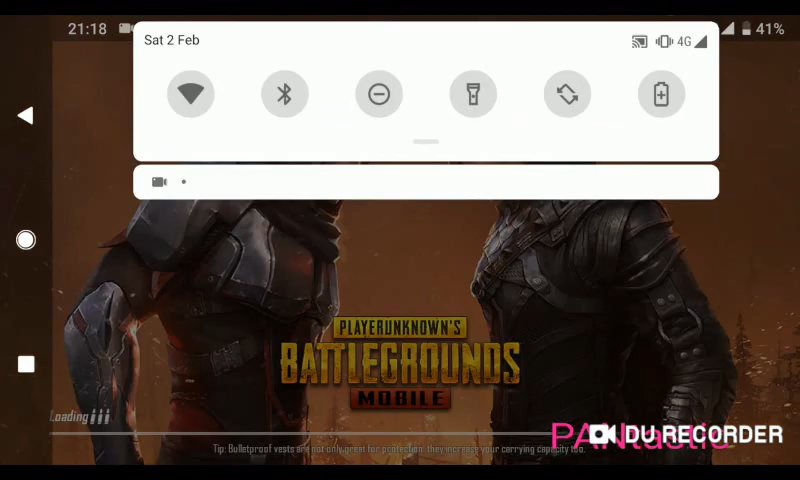 21:18
41%
Sat 2 Feb
4G
PLAYERUNKNOWN'S
BATTLEGROUNDS
MOBILE
Loading
PANtastic
DU RECORDER
Tip: Bulletproof vests are not only great for protection; they increase your carrying capacity too.